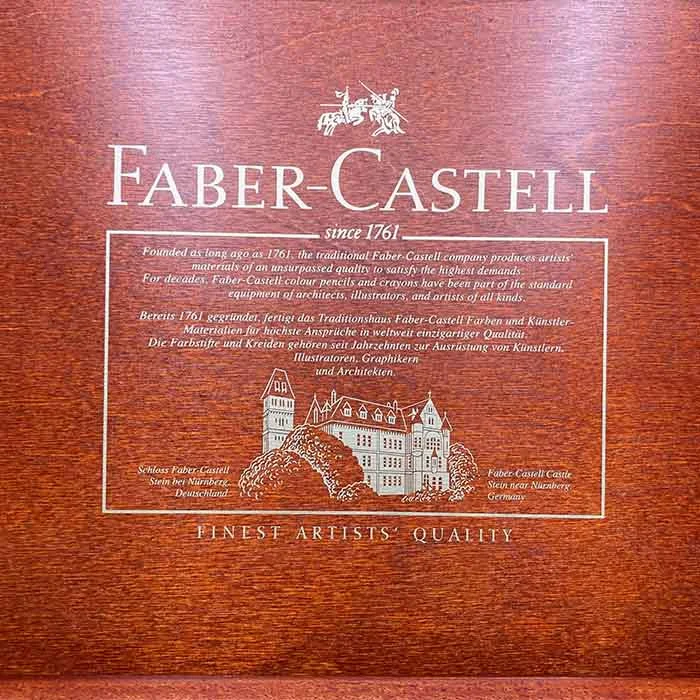 FABER-CASTELL
since 1761
Founded as long ago as 1761, the traditional Faber-Castell company produces artists'
materials of an unsurpassed quality to satisfy the highest demands.
For decades, Faber-Castell colour pencils and crayons have been part of the standard
equipment of architects, illustrators, and artists of all kinds.
Bereits 1761 gegründet, fertigt das Traditionshaus Faber-Castell Farben und Künstler-
Materialien für höchste Ansprüche in weltweit einzigartiger Qualität.
Die Farbstifte und Kreiden gehören seit Jahrzehnten zur Ausrüstung von Künstlern,
Illustratoren, Graphikern
und Architekten.
Schloss Faber-Castell
Stein bei Nürnberg
Deutschland
Faber-Castell Castle
Stein near Nürnberg
Germany
FINEST ARTISTS' QUALITY